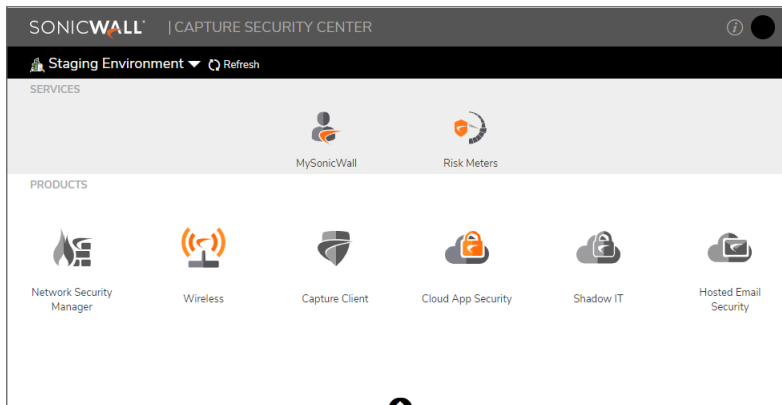 SONICWALL | CAPTURE SECURITY CENTER
Staging Environment Refresh
SERVICES
MySonicWall Risk Meters
PRODUCTS
Network Security Manager Wireless Capture Client Cloud App Security Shadow IT Hosted Email Security